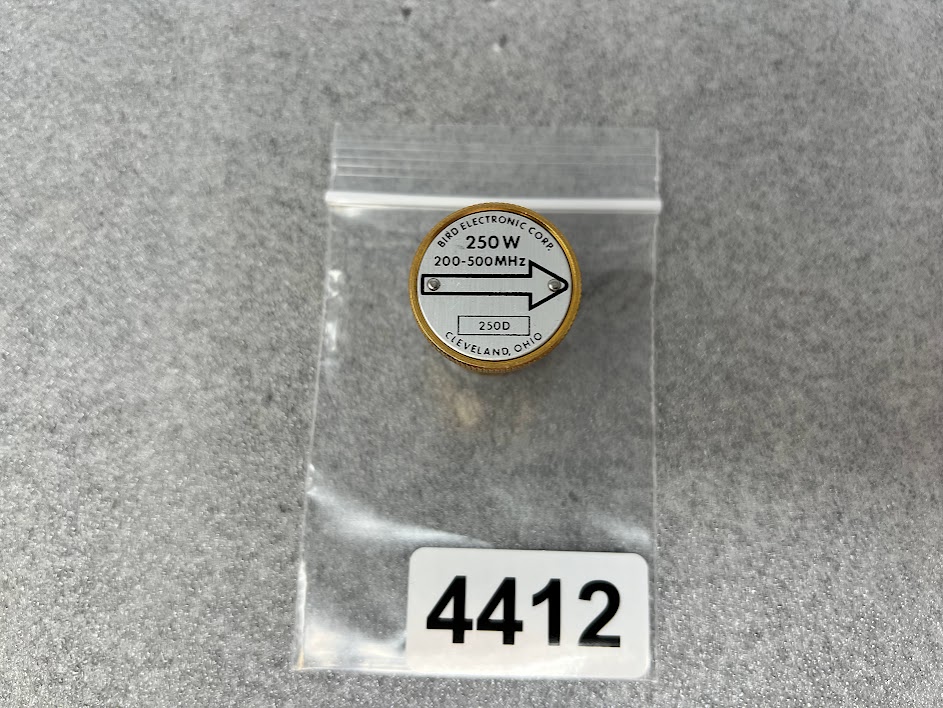 BIRD ELECTRONIC CORP.
250W
200-500MHz
250D
CLEVELAND, OHIO
4412